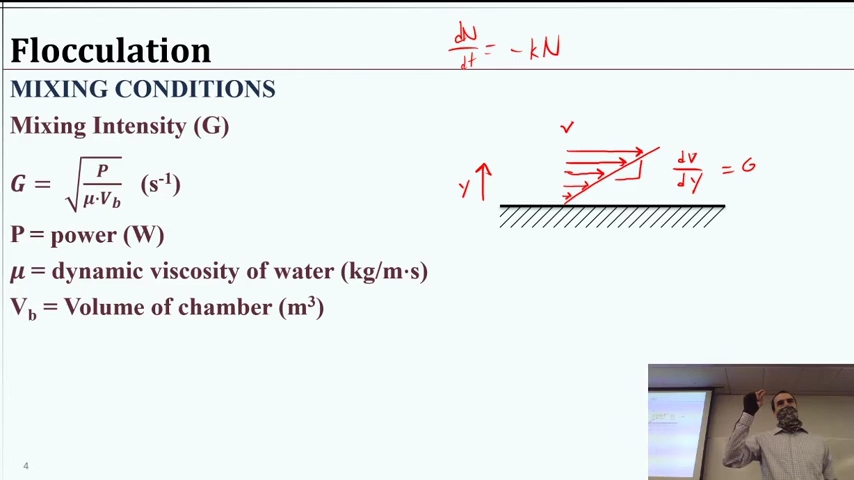 Flocculation
dN/dt = -kN
MIXING CONDITIONS
Mixing Intensity (G)
G = √(P/μ·V_b) (s⁻¹)
V
y
dV/dy = G
P = power (W)
μ = dynamic viscosity of water (kg/m·s)
V_b = Volume of chamber (m³)
4